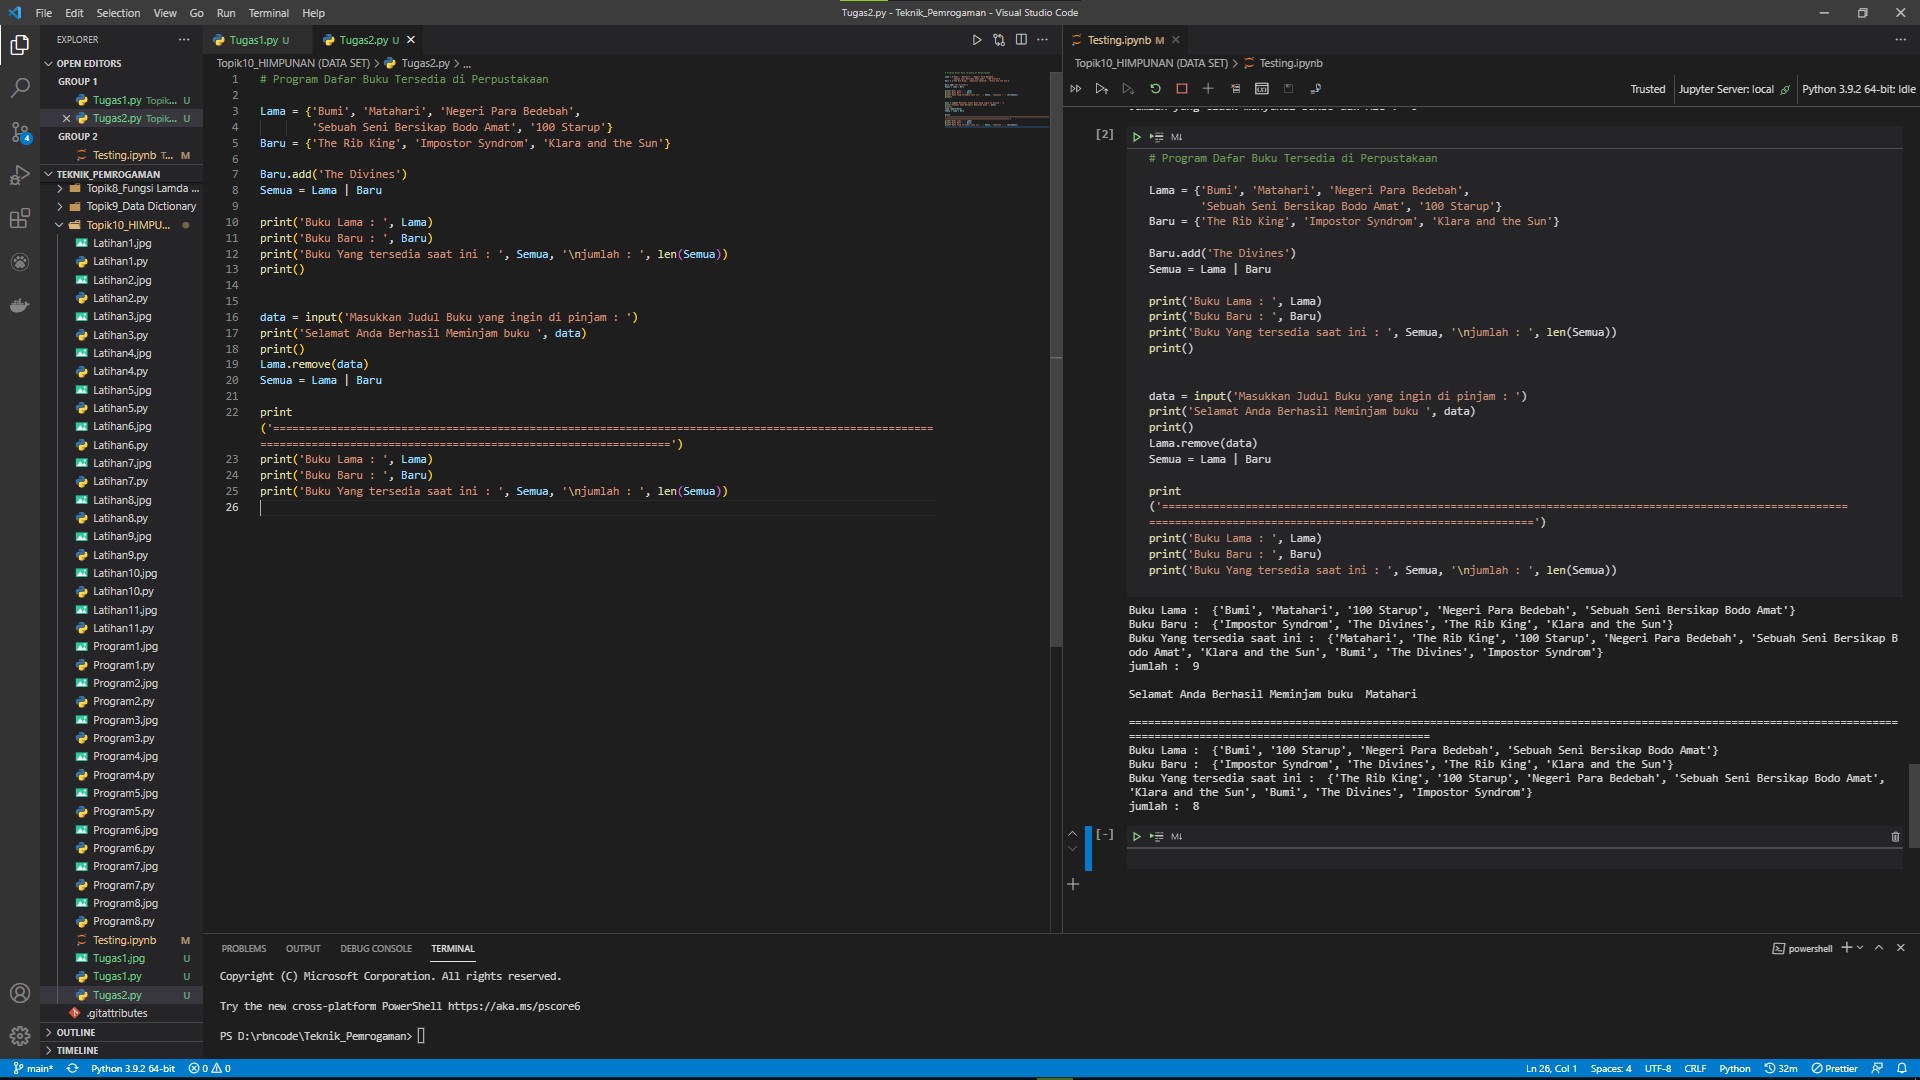 File Edit Selection View Go Run Terminal Help
Tugas2.py - Teknik_Pemrogaman - Visual Studio Code
EXPLORER
OPEN EDITORS
GROUP 1
Tugas1.py Topik... U
Tugas2.py Topik... U
GROUP 2
Testing.ipynb T... M
TEKNIK_PEMROGAMAN
Topik8_Fungsi Lamda ...
Topik9_Data Dictionary
Topik10_HIMPU...
Latihan1.jpg
Latihan1.py
Latihan2.jpg
Latihan2.py
Latihan3.jpg
Latihan3.py
Latihan4.jpg
Latihan4.py
Latihan5.jpg
Latihan5.py
Latihan6.jpg
Latihan6.py
Latihan7.jpg
Latihan7.py
Latihan8.jpg
Latihan8.py
Latihan9.jpg
Latihan9.py
Latihan10.jpg
Latihan10.py
Latihan11.jpg
Latihan11.py
Program1.jpg
Program1.py
Program2.jpg
Program2.py
Program3.jpg
Program3.py
Program4.jpg
Program4.py
Program5.jpg
Program5.py
Program6.jpg
Program6.py
Program7.jpg
Program7.py
Program8.jpg
Program8.py
Testing.ipynb M
Tugas1.jpg U
Tugas1.py U
Tugas2.py U
.gitattributes
OUTLINE
TIMELINE
Tugas1.py U
Tugas2.py U
Topik10_HIMPUNAN (DATA SET) > Tugas2.py > ...
1 # Program Dafar Buku Tersedia di Perpustakaan
2
3 Lama = {'Bumi', 'Matahari', 'Negeri Para Bedebah',
4 'Sebuah Seni Bersikap Bodo Amat', '100 Starup'}
5 Baru = {'The Rib King', 'Impostor Syndrom', 'Klara and the Sun'}
6
7 Baru.add('The Divines')
8 Semua = Lama | Baru
9
10 print('Buku Lama : ', Lama)
11 print('Buku Baru : ', Baru)
12 print('Buku Yang tersedia saat ini : ', Semua, '\njumlah : ', len(Semua))
13 print()
14
15
16 data = input('Masukkan Judul Buku yang ingin di pinjam : ')
17 print('Selamat Anda Berhasil Meminjam buku ', data)
18 print()
19 Lama.remove(data)
20 Semua = Lama | Baru
21
22 print
('=========================================================================================================
================================================================')
23 print('Buku Lama : ', Lama)
24 print('Buku Baru : ', Baru)
25 print('Buku Yang tersedia saat ini : ', Semua, '\njumlah : ', len(Semua))
26
Testing.ipynb M
Topik10_HIMPUNAN (DATA SET) > Testing.ipynb
Trusted Jupyter Server: local Python 3.9.2 64-bit: Idle
[2]
M↓
# Program Dafar Buku Tersedia di Perpustakaan
Lama = {'Bumi', 'Matahari', 'Negeri Para Bedebah',
'Sebuah Seni Bersikap Bodo Amat', '100 Starup'}
Baru = {'The Rib King', 'Impostor Syndrom', 'Klara and the Sun'}
Baru.add('The Divines')
Semua = Lama | Baru
print('Buku Lama : ', Lama)
print('Buku Baru : ', Baru)
print('Buku Yang tersedia saat ini : ', Semua, '\njumlah : ', len(Semua))
print()
data = input('Masukkan Judul Buku yang ingin di pinjam : ')
print('Selamat Anda Berhasil Meminjam buku ', data)
print()
Lama.remove(data)
Semua = Lama | Baru
print
('===========================================================================================================
============================================================')
print('Buku Lama : ', Lama)
print('Buku Baru : ', Baru)
print('Buku Yang tersedia saat ini : ', Semua, '\njumlah : ', len(Semua))
Buku Lama :  {'Bumi', 'Matahari', '100 Starup', 'Negeri Para Bedebah', 'Sebuah Seni Bersikap Bodo Amat'}
Buku Baru :  {'Impostor Syndrom', 'The Divines', 'The Rib King', 'Klara and the Sun'}
Buku Yang tersedia saat ini :  {'Matahari', 'The Rib King', '100 Starup', 'Negeri Para Bedebah', 'Sebuah Seni Bersikap B
odo Amat', 'Klara and the Sun', 'Bumi', 'The Divines', 'Impostor Syndrom'}
jumlah :  9
Selamat Anda Berhasil Meminjam buku  Matahari
========================================================================================================================
===============================================
Buku Lama :  {'Bumi', '100 Starup', 'Negeri Para Bedebah', 'Sebuah Seni Bersikap Bodo Amat'}
Buku Baru :  {'Impostor Syndrom', 'The Divines', 'The Rib King', 'Klara and the Sun'}
Buku Yang tersedia saat ini :  {'The Rib King', '100 Starup', 'Negeri Para Bedebah', 'Sebuah Seni Bersikap Bodo Amat',
'Klara and the Sun', 'Bumi', 'The Divines', 'Impostor Syndrom'}
jumlah :  8
[-]
M↓
PROBLEMS OUTPUT DEBUG CONSOLE TERMINAL
powershell
Copyright (C) Microsoft Corporation. All rights reserved.
Try the new cross-platform PowerShell https://aka.ms/pscore6
PS D:\rbncode\Teknik_Pemrogaman>
main* Python 3.9.2 64-bit 0 0
Ln 26, Col 1 Spaces: 4 UTF-8 CRLF Python 32m Prettier